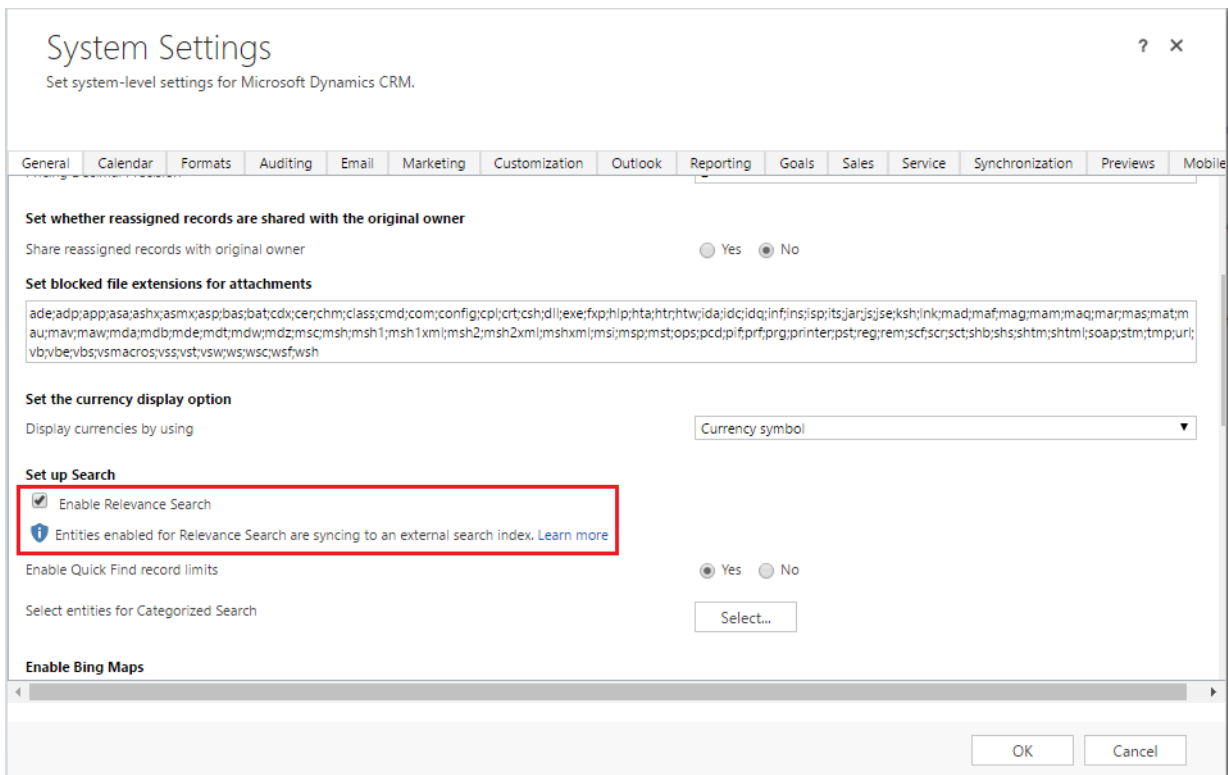 System Settings
? ×
Set system-level settings for Microsoft Dynamics CRM.
General Calendar Formats Auditing Email Marketing Customization Outlook Reporting Goals Sales Service Synchronization Previews Mobile
Pricing Decimal Precision
Set whether reassigned records are shared with the original owner
Share reassigned records with original owner Yes No
Set blocked file extensions for attachments
ade;adp;app;asa;ashx;asmx;asp;bas;bat;cdx;cer;chm;class;cmd;com;config;cpl;crt;csh;dll;exe;fxp;hlp;hta;htr;htw;ida;idc;idq;inf;ins;isp;its;jar;js;jse;ksh;lnk;mad;maf;mag;mam;maq;mar;mas;mat;m
au;mav;maw;mda;mdb;mde;mdt;mdw;mdz;msc;msh;msh1;msh1xml;msh2;msh2xml;mshxml;msi;msp;mst;ops;pcd;pif;prf;prg;printer;pst;reg;rem;scf;scr;sct;shb;shs;shtm;shtml;soap;stm;tmp;url;
vb;vbe;vbs;vsmacros;vss;vst;vsw;ws;wsc;wsf;wsh
Set the currency display option
Display currencies by using Currency symbol
Set up Search
Enable Relevance Search
Entities enabled for Relevance Search are syncing to an external search index. Learn more
Enable Quick Find record limits Yes No
Select entities for Categorized Search Select...
Enable Bing Maps
OK Cancel